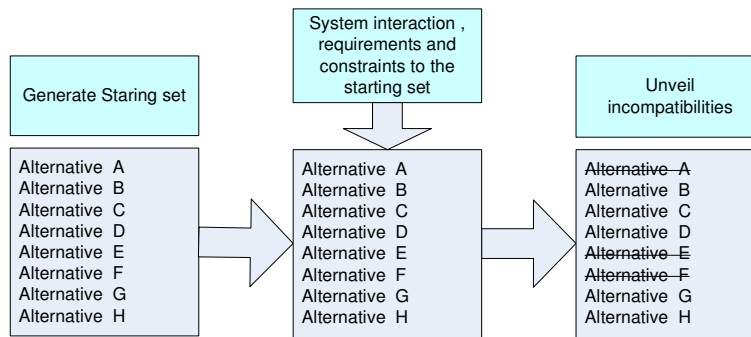 Generate Staring set
Alternative A
Alternative B
Alternative C
Alternative D
Alternative E
Alternative F
Alternative G
Alternative H
System interaction ,
requirements and
constraints to the
starting set
Alternative A
Alternative B
Alternative C
Alternative D
Alternative E
Alternative F
Alternative G
Alternative H
Unveil
incompatibilities
Alternative A
Alternative B
Alternative C
Alternative D
Alternative E
Alternative F
Alternative G
Alternative H